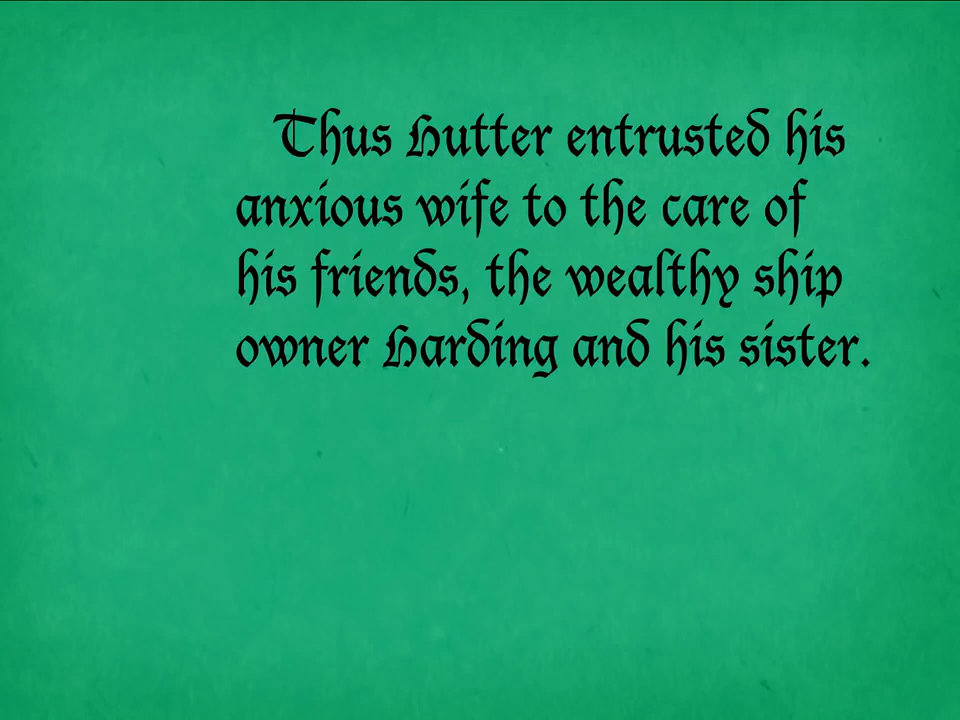 Thus Hutter entrusted his
anxious wife to the care of
his friends, the wealthy ship
owner Harding and his sister.